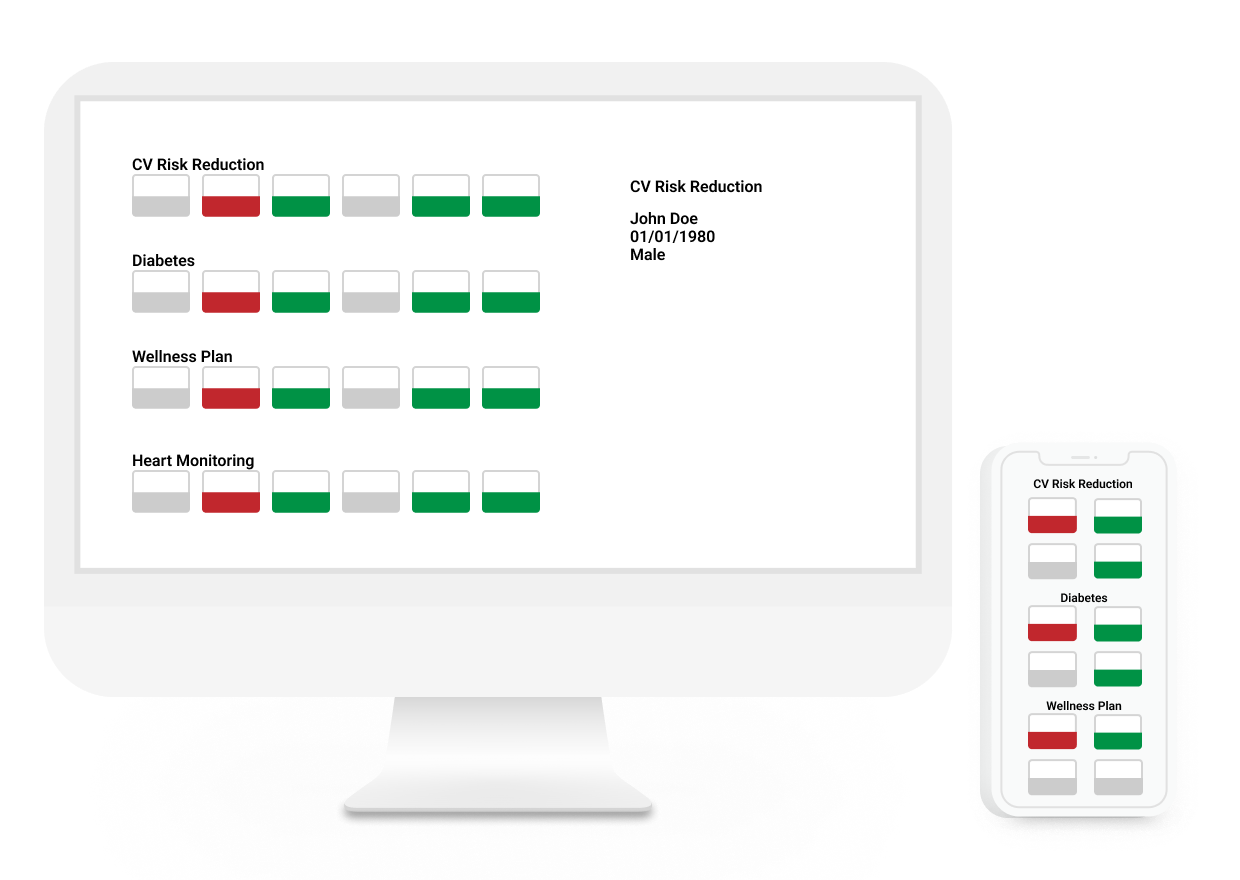 CV Risk Reduction
Diabetes
Wellness Plan
Heart Monitoring
CV Risk Reduction
John Doe
01/01/1980
Male
CV Risk Reduction
Diabetes
Wellness Plan